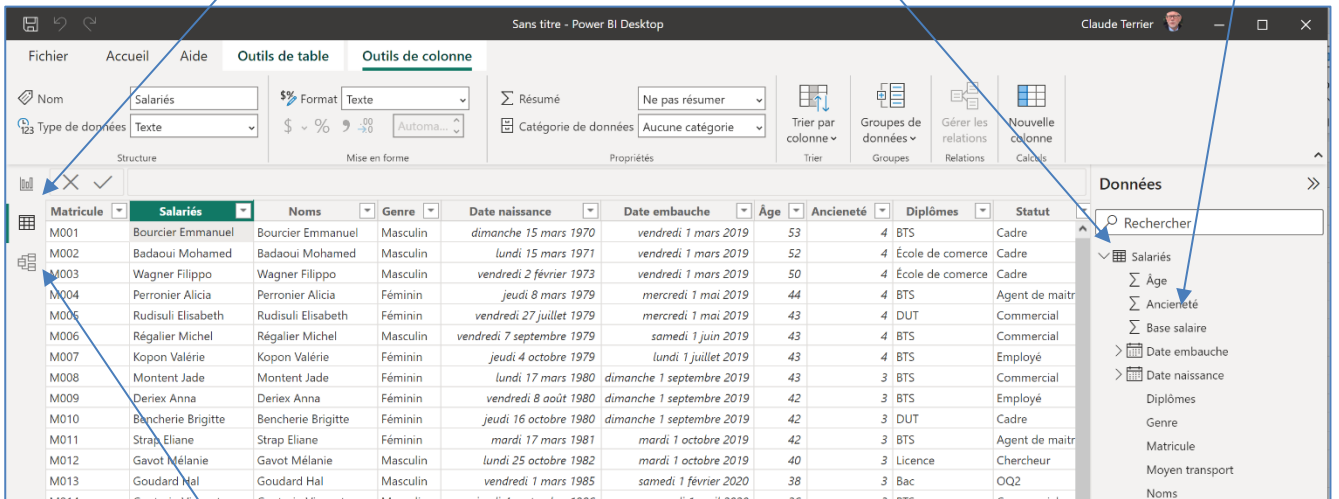 Sans titre - Power BI Desktop Claude Terrier
Fichier Accueil Aide Outils de table Outils de colonne
Nom Salariés $% Format Texte Σ Résumé Ne pas résumer
123 Type de données Texte $ % 9 .00 →0 Automa... Catégorie de données Aucune catégorie
Trier par colonne Groupes de données Gérer les relations Nouvelle colonne
Structure Mise en forme Propriétés Trier Groupes Relations Calculs
Données
Rechercher
Matricule Salariés Noms Genre Date naissance Date embauche Âge Ancieneté Diplômes Statut
M001 Bourcier Emmanuel Bourcier Emmanuel Masculin dimanche 15 mars 1970 vendredi 1 mars 2019 53 4 BTS Cadre
M002 Badaoui Mohamed Badaoui Mohamed Masculin lundi 15 mars 1971 vendredi 1 mars 2019 52 4 École de comerce Cadre
M003 Wagner Filippo Wagner Filippo Masculin vendredi 2 février 1973 vendredi 1 mars 2019 50 4 École de comerce Cadre
M004 Perronier Alicia Perronier Alicia Féminin jeudi 8 mars 1979 mercredi 1 mai 2019 44 4 BTS Agent de maitr
M005 Rudisuli Elisabeth Rudisuli Elisabeth Féminin vendredi 27 juillet 1979 mercredi 1 mai 2019 43 4 DUT Commercial
M006 Régalier Michel Régalier Michel Masculin vendredi 7 septembre 1979 samedi 1 juin 2019 43 4 BTS Commercial
M007 Kopon Valérie Kopon Valérie Féminin jeudi 4 octobre 1979 lundi 1 juillet 2019 43 4 BTS Employé
M008 Montent Jade Montent Jade Féminin lundi 17 mars 1980 dimanche 1 septembre 2019 43 3 BTS Commercial
M009 Deriex Anna Deriex Anna Féminin vendredi 8 août 1980 dimanche 1 septembre 2019 42 3 BTS Employé
M010 Bencherie Brigitte Bencherie Brigitte Féminin jeudi 16 octobre 1980 dimanche 1 septembre 2019 42 3 DUT Cadre
M011 Strap Eliane Strap Eliane Féminin mardi 17 mars 1981 mardi 1 octobre 2019 42 3 BTS Agent de maitr
M012 Gavot Mélanie Gavot Mélanie Masculin lundi 25 octobre 1982 mardi 1 octobre 2019 40 3 Licence Chercheur
M013 Goudard Hal Goudard Hal Masculin vendredi 1 mars 1985 samedi 1 février 2020 38 3 Bac OQ2
Salariés
Σ Âge
Σ Ancieneté
Σ Base salaire
Date embauche
Date naissance
Diplômes
Genre
Matricule
Moyen transport
Noms